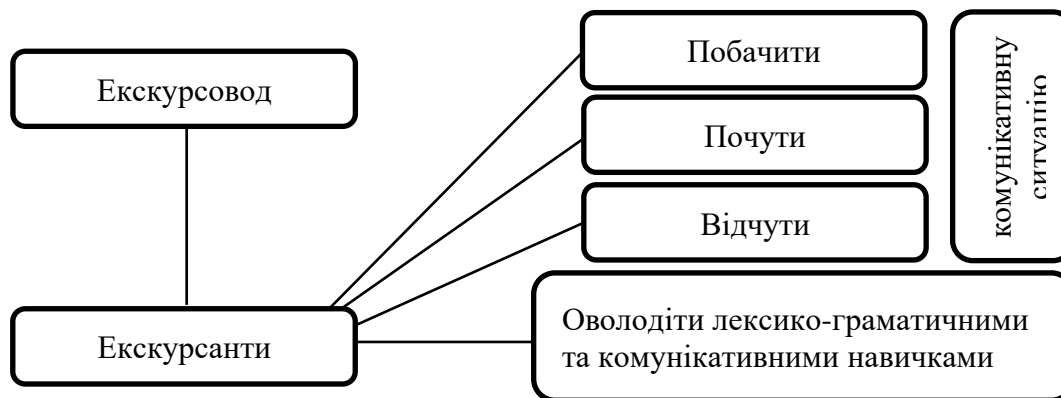 Екскурсовод
Побачити
Почути
Відчути
комунікативну
ситуацію
Екскурсанти
Оволодіти лексико-граматичними
та комунікативними навичками